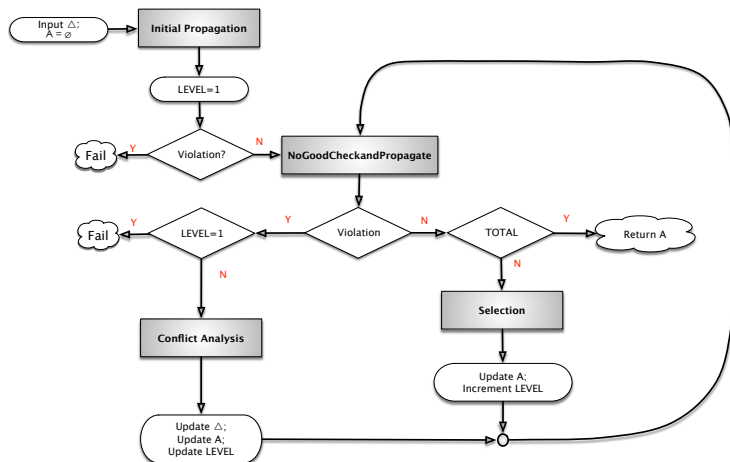 Input △;
A = ∅
Initial Propagation
LEVEL=1
Fail
Y
Violation?
N
NoGoodCheckandPropagate
Fail
Y
LEVEL=1
Y
Violation
N
TOTAL
Y
Return A
N
N
Conflict Analysis
Selection
Update A;
Increment LEVEL
Update △;
Update A;
Update LEVEL